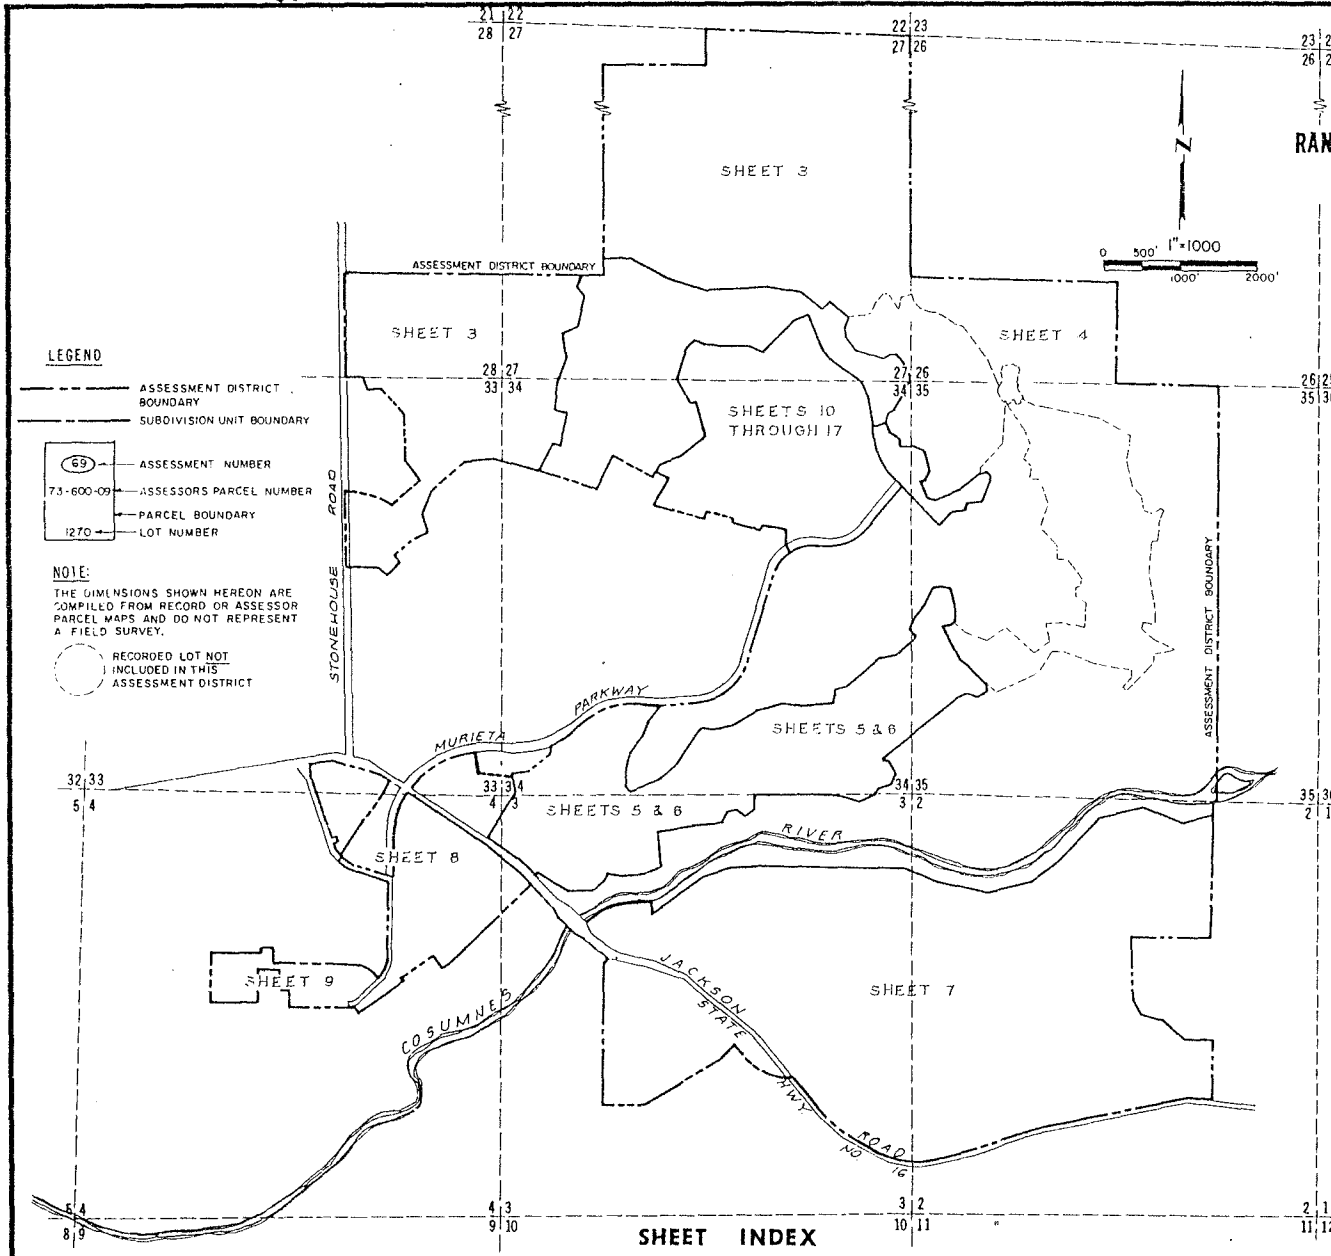 21 22
28 27
22 23
27 26
23
26
N
SHEET 3
1"=1000
0 500' 1000' 2000'
ASSESSMENT DISTRICT BOUNDARY
SHEET 3
SHEET 4
LEGEND
ASSESSMENT DISTRICT
BOUNDARY
SUBDIVISION UNIT BOUNDARY
69
ASSESSMENT NUMBER
73-600-09
ASSESSORS PARCEL NUMBER
PARCEL BOUNDARY
1270
LOT NUMBER
28 27
33 34
27 26
34 35
26
35
SHEETS 10
THROUGH 17
NOTE:
THE DIMENSIONS SHOWN HEREON ARE
COMPILED FROM RECORD OR ASSESSOR
PARCEL MAPS AND DO NOT REPRESENT
A FIELD SURVEY.
RECORDED LOT NOT
INCLUDED IN THIS
ASSESSMENT DISTRICT
STONEHOUSE ROAD
ASSESSMENT DISTRICT BOUNDARY
MURIETA PARKWAY
SHEETS 5 & 6
32 33
5 4
33 34
4 3
34 35
3 2
35
2 1
SHEETS 5 & 6
RIVER
SHEET 8
SHEET 9
COSUMNES
JACKSON
STATE
HWY.
ROAD
NO. 16
SHEET 7
5 4
8 9
4 3
9 10
3 2
10 11
2 1
11 12
SHEET INDEX